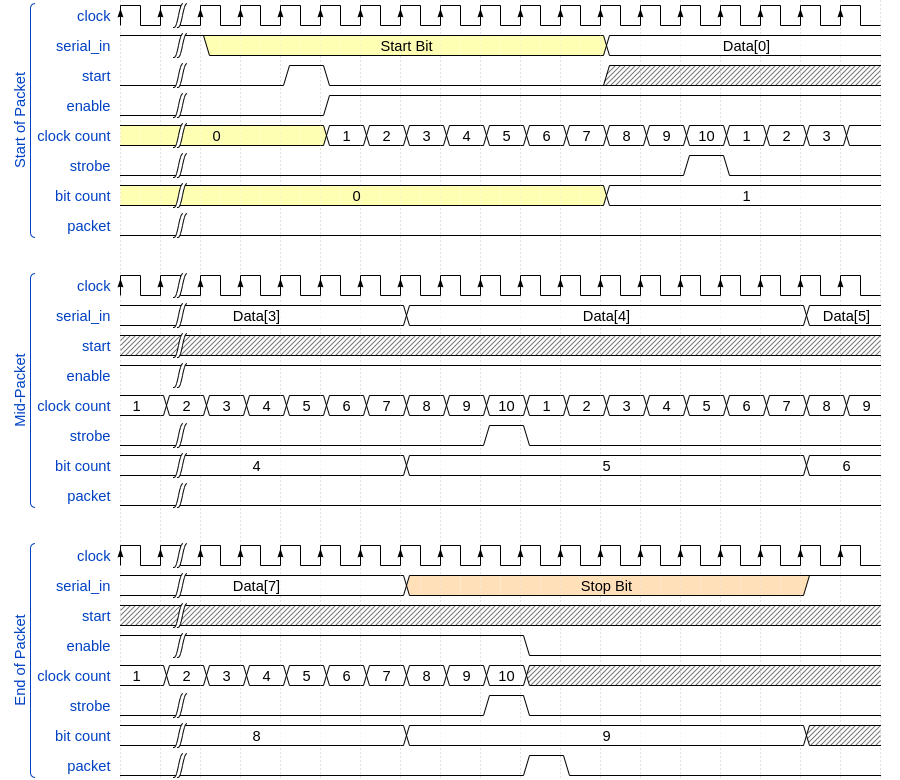 Start of Packet
clock
serial_in Start Bit Data[0]
start
enable
clock count 0 1 2 3 4 5 6 7 8 9 10 1 2 3
strobe
bit count 0 1
packet
Mid-Packet
clock
serial_in Data[3] Data[4] Data[5]
start
enable
clock count 1 2 3 4 5 6 7 8 9 10 1 2 3 4 5 6 7 8 9
strobe
bit count 4 5 6
packet
End of Packet
clock
serial_in Data[7] Stop Bit
start
enable
clock count 1 2 3 4 5 6 7 8 9 10
strobe
bit count 8 9
packet